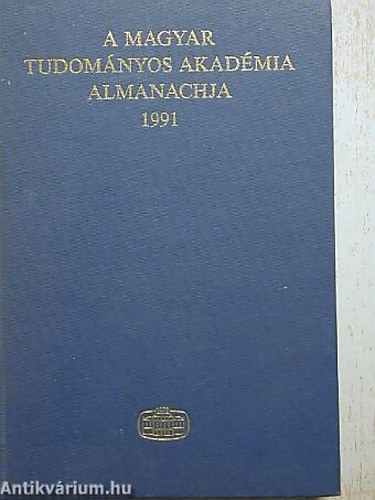 A MAGYAR
TUDOMÁNYOS AKADÉMIA
ALMANACHJA
1991
Antikvárium.hu